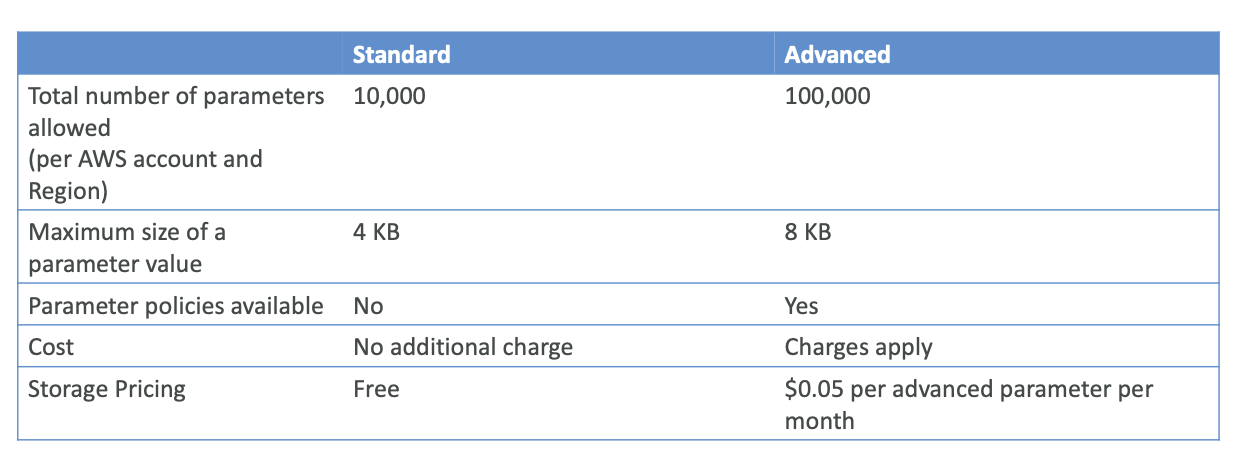 Standard Advanced
Total number of parameters 10,000 100,000
allowed
(per AWS account and
Region)
Maximum size of a 4 KB 8 KB
parameter value
Parameter policies available No Yes
Cost No additional charge Charges apply
Storage Pricing Free $0.05 per advanced parameter per
month